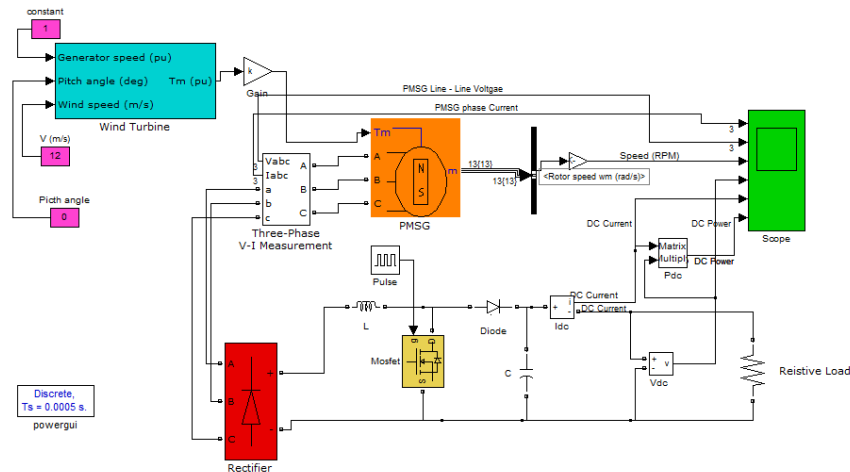 constant
1
Generator speed (pu)
Pitch angle (deg)
Tm (pu)
Wind speed (m/s)
Wind Turbine
k
Gain
V (m/s)
12
Picth angle
0
PMSG Line - Line Voltgae
PMSG phase Current
3
3
Vabc
Iabc
a
b
c
A
B
C
3
3
Three-Phase
V-I Measurement
Tm
A
B
C
N
S
m
PMSG
13{13}
13{13}
<Rotor speed wm (rad/s)>
Speed (RPM)
Scope
DC Current
DC Power
Matrix
Multiply
Pdc
DC Power
Pulse
L
g
D
S
Mosfet
Diode
C
DC Current
DC Current
+
-
i
Idc
+
-
v
Vdc
Reistive Load
A
B
C
+
-
Rectifier
Discrete,
Ts = 0.0005 s.
powergui